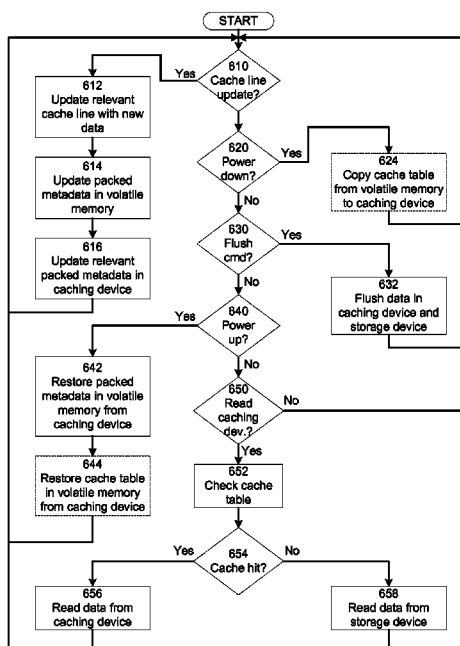 START
610
Cache line
update?
Yes
No
612
Update relevant
cache line with new
data
614
Update packed
metadata in volatile
memory
616
Update relevant
packed metadata in
caching device
620
Power
down?
Yes
No
624
Copy cache table
from volatile memory
to caching device
630
Flush
cmd?
Yes
No
632
Flush data in
caching device and
storage device
640
Power
up?
Yes
No
642
Restore packed
metadata in volatile
memory from
caching device
644
Restore cache table
in volatile memory
from caching device
650
Read
caching
dev.?
No
Yes
652
Check cache
table
654
Cache hit?
Yes
No
656
Read data from
caching device
658
Read data from
storage device